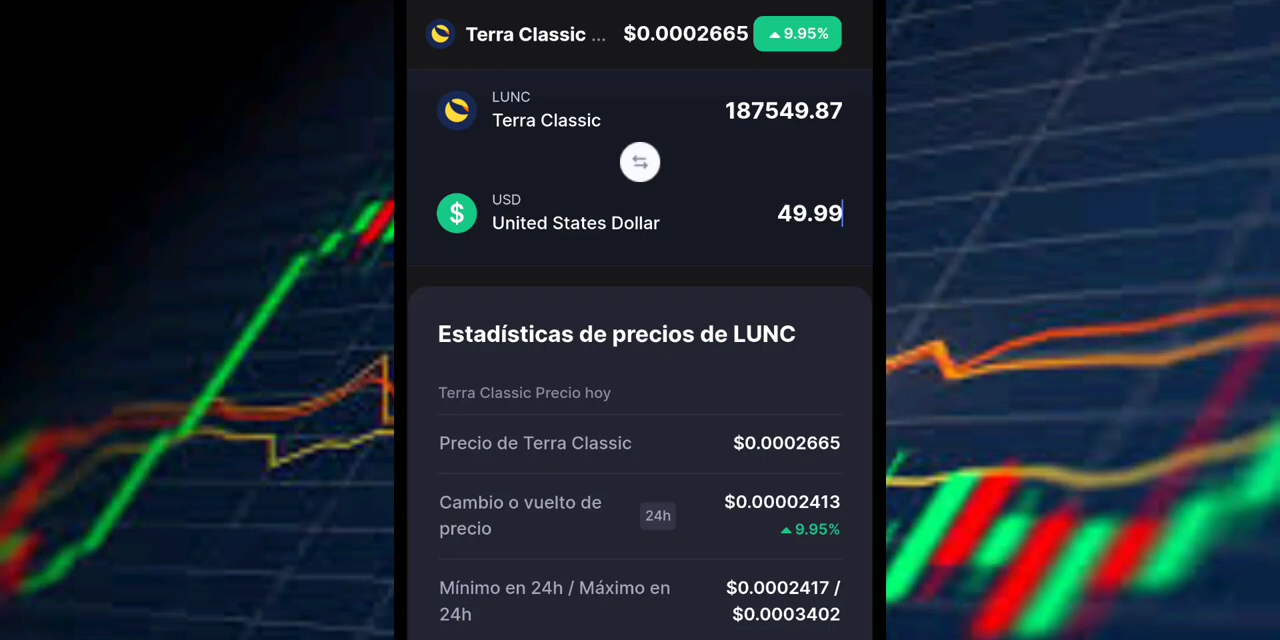 Terra Classic ... $0.0002665 9.95%
LUNC
Terra Classic 187549.87
USD
United States Dollar 49.99
Estadísticas de precios de LUNC
Terra Classic Precio hoy
Precio de Terra Classic $0.0002665
Cambio o vuelto de
precio 24h $0.00002413
9.95%
Mínimo en 24h / Máximo en
24h $0.0002417 /
$0.0003402